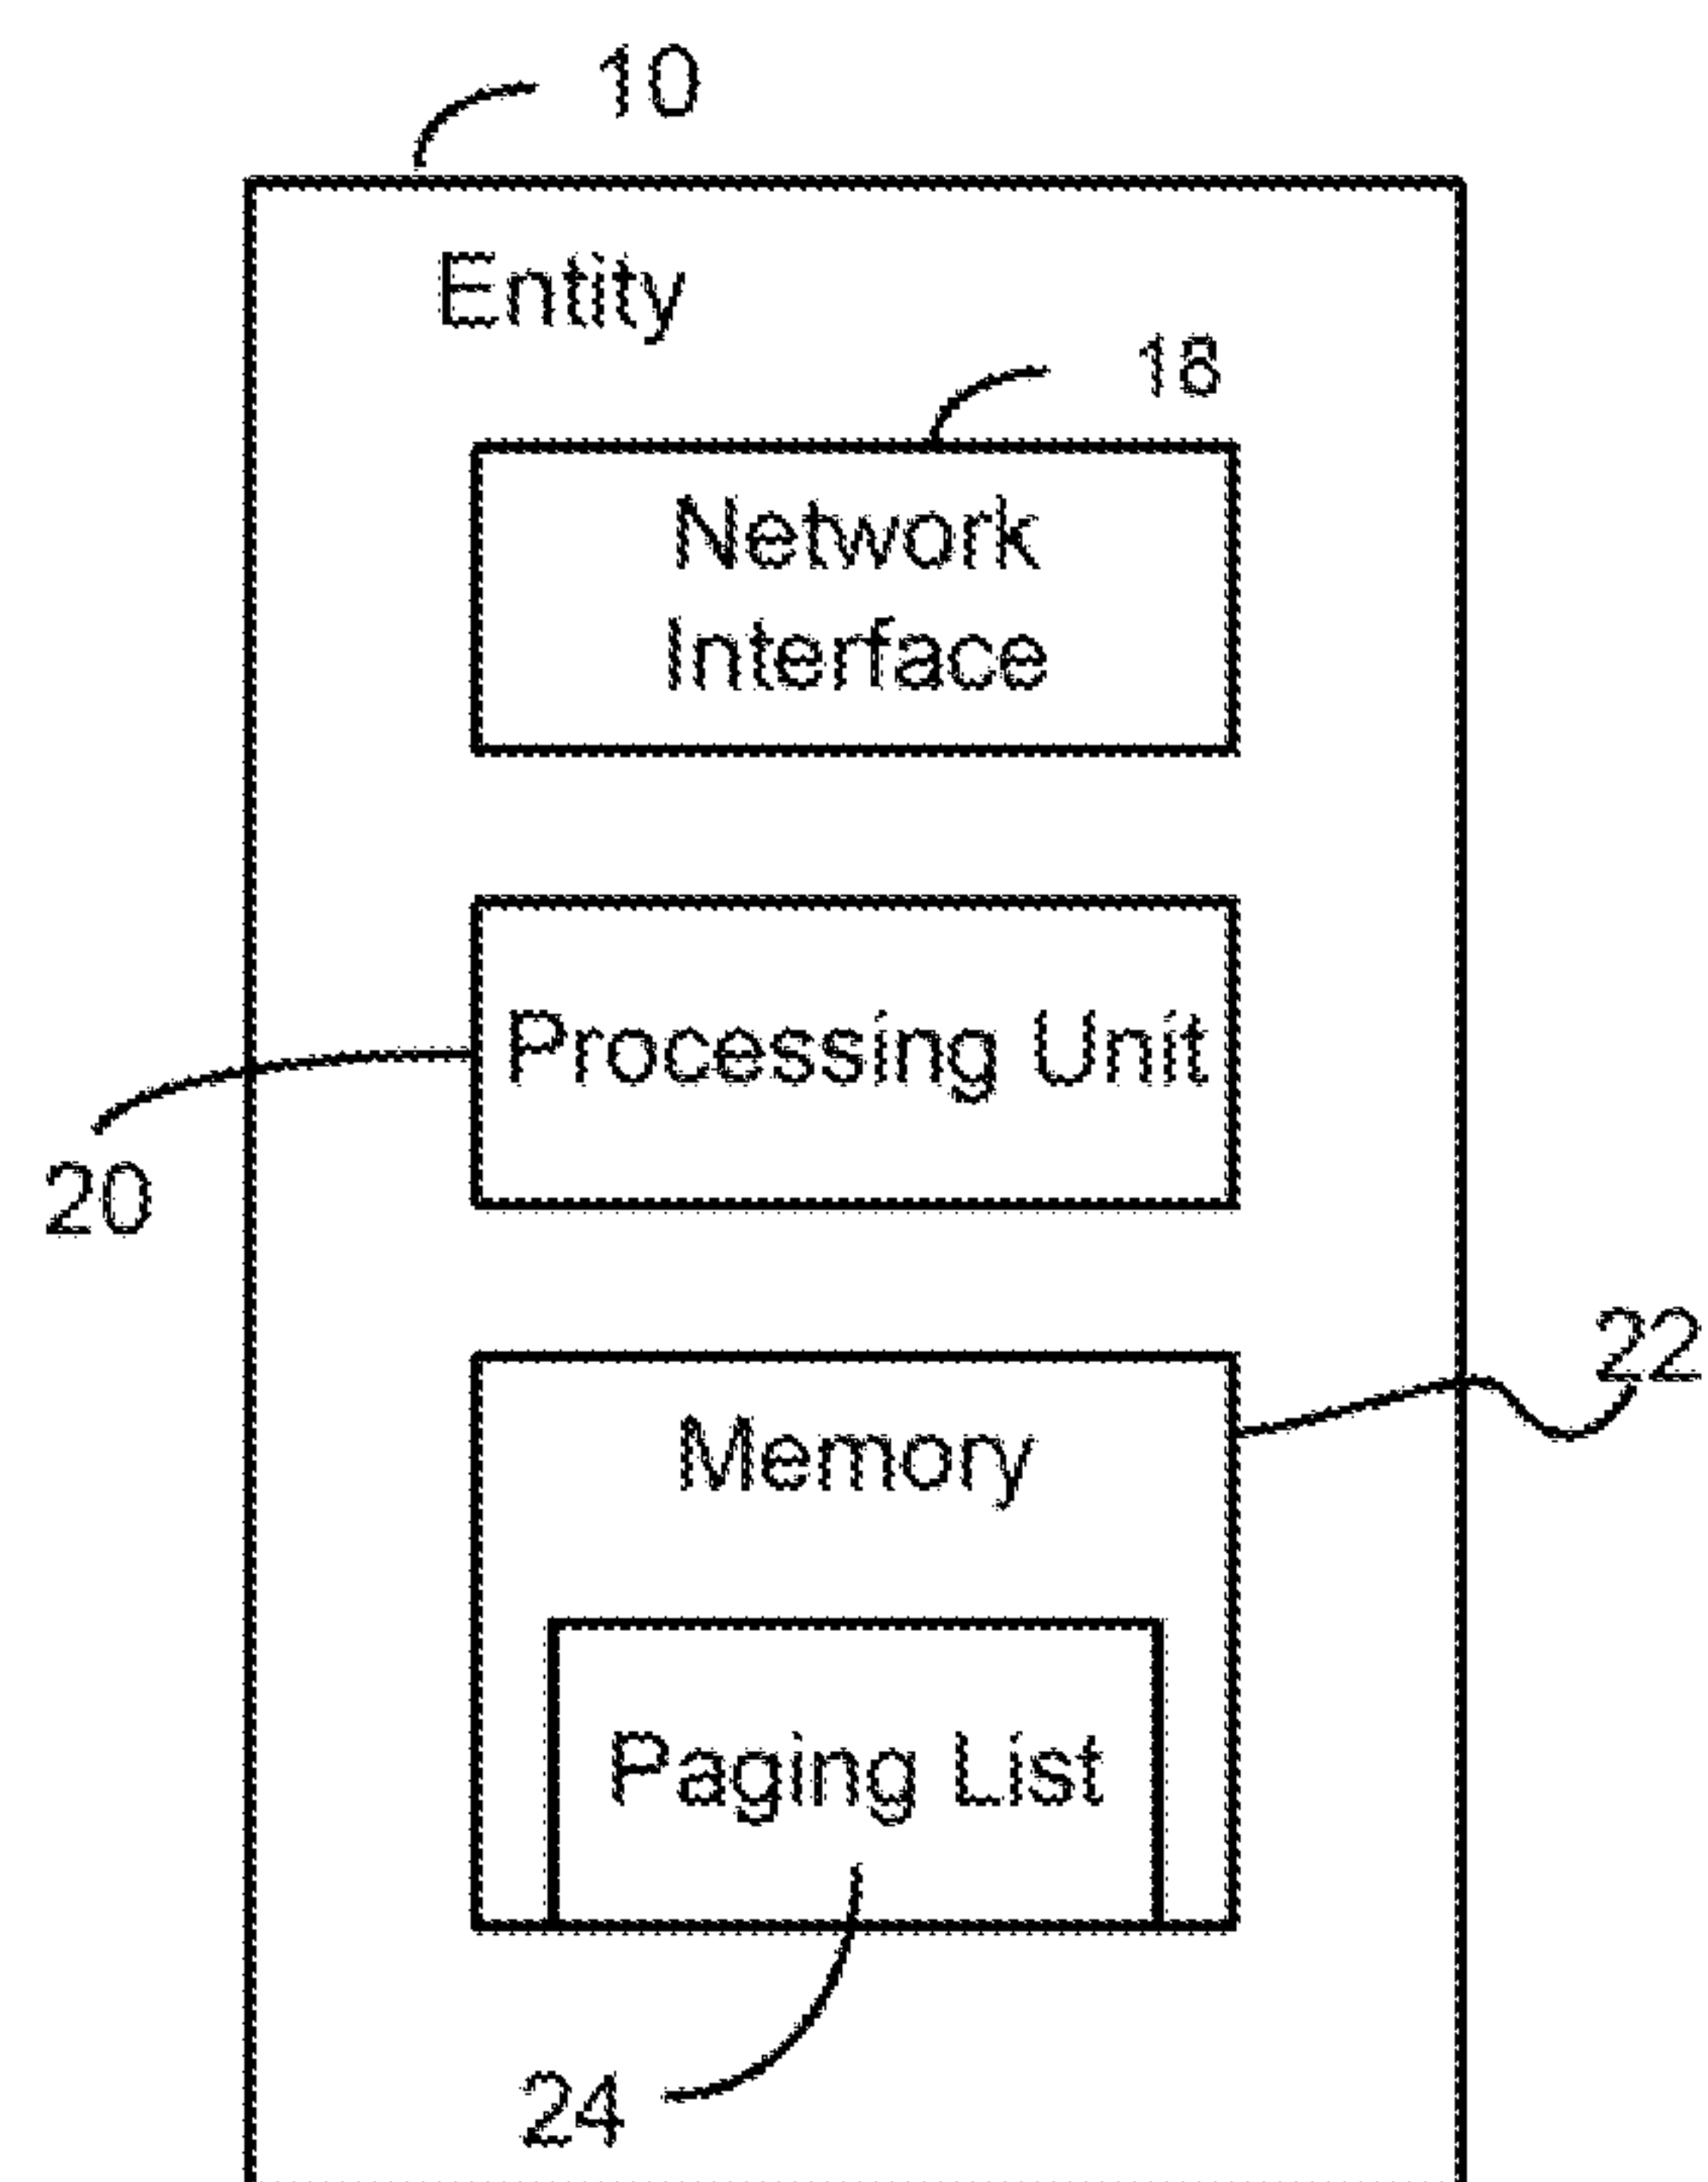 10
Entity
18
Network
Interface
Processing Unit
20
22
Memory
Paging List
24